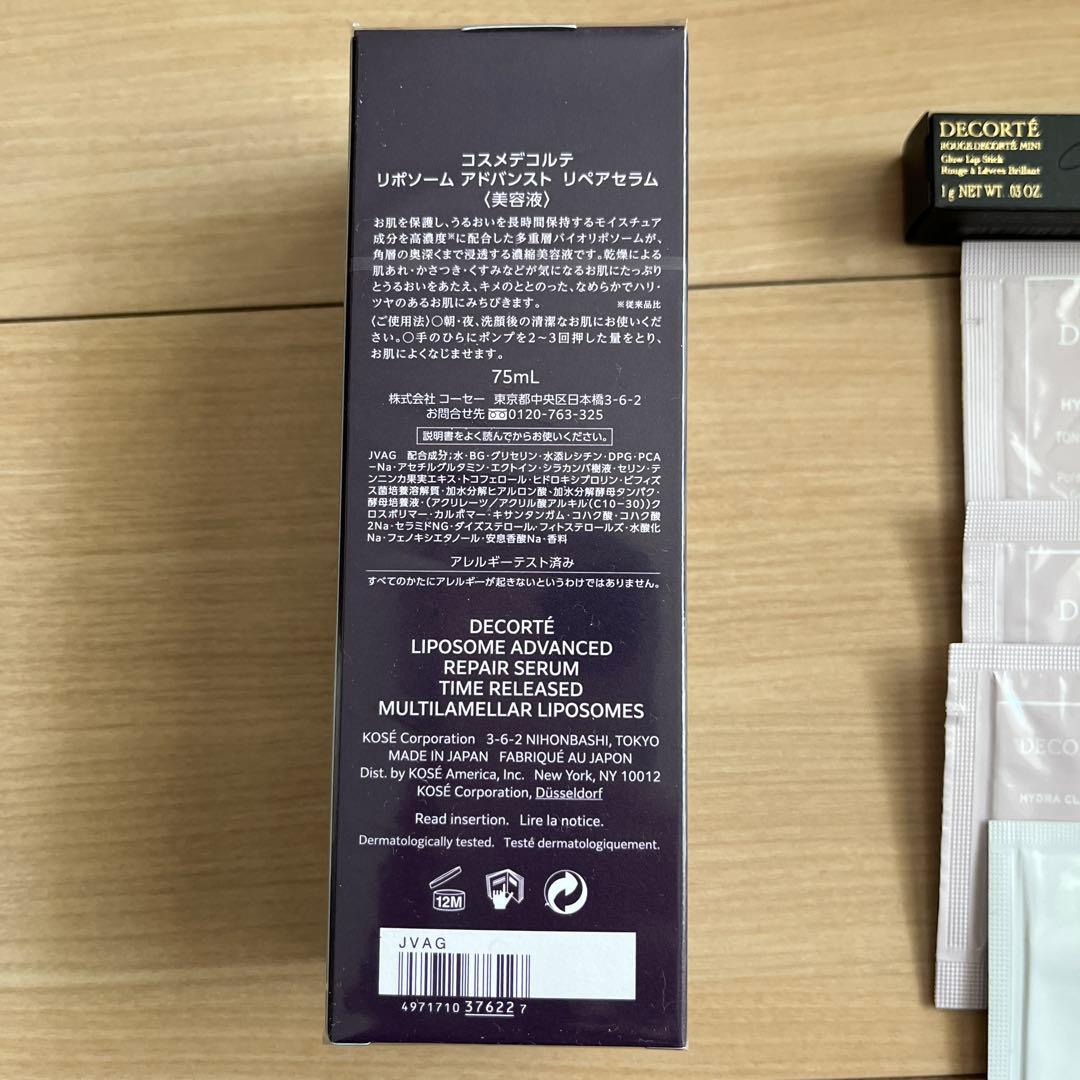 コスメデコルテ
リポソーム アドバンスト リペアセラム
〈美容液〉
お肌を保護し、うるおいを長時間保持するモイスチュア
成分を高濃度※に配合した多重層バイオリポソームが、
角層の奥深くまで浸透する濃縮美容液です。乾燥による
肌あれ・かさつき・くすみなどが気になるお肌にたっぷり
とうるおいをあたえ、キメのととのった、なめらかでハリ・
ツヤのあるお肌にみちびきます。 ※従来品比
〈ご使用法〉○朝・夜、洗顔後の清潔なお肌にお使いくだ
さい。○手のひらにポンプを2～3回押した量をとり、
お肌によくなじませます。
75mL
株式会社 コーセー 東京都中央区日本橋3-6-2
お問合せ先 0120-763-325
説明書をよく読んでからお使いください。
JVAG 配合成分;水・BG・グリセリン・水添レシチン・DPG・PCA
-Na・アセチルグルタミン・エクトイン・シラカンバ樹液・セリン・テ
ンニンカ果実エキス・トコフェロール・ヒドロキシプロリン・ビフィズ
ス菌培養溶解質・加水分解ヒアルロン酸・加水分解酵母タンパク・
酵母培養液・(アクリレーツ/アクリル酸アルキル(C10-30))ク
ロスポリマー・カルボマー・キサンタンガム・コハク酸・コハク酸
2Na・セラミドNG・ダイズステロール・フィトステロールズ・水酸化
Na・フェノキシエタノール・安息香酸Na・香料
アレルギーテスト済み
すべてのかたにアレルギーが起きないというわけではありません。
DECORTÉ
LIPOSOME ADVANCED
REPAIR SERUM
TIME RELEASED
MULTILAMELLAR LIPOSOMES
KOSÉ Corporation 3-6-2 NIHONBASHI, TOKYO
MADE IN JAPAN FABRIQUÉ AU JAPON
Dist. by KOSÉ America, Inc. New York, NY 10012
KOSÉ Corporation, Düsseldorf
Read insertion. Lire la notice.
Dermatologically tested. Testé dermatologiquement.
12M
JVAG
4971710 37622 7
DECORTÉ
ROUGE DECORTÉ MINI
Glow Lip Stick
Rouge à Lèvres Brillant
1 g NET WT. .03 OZ.
D
HY
TON
D
DECO
HYDRA CL